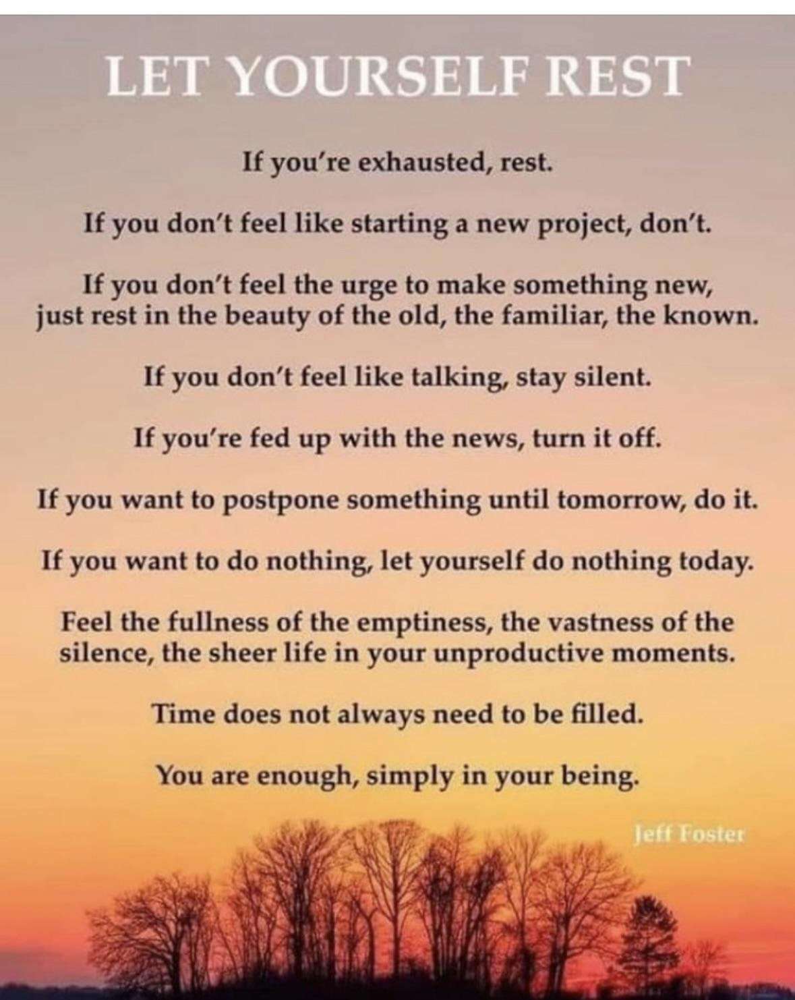 LET YOURSELF REST
If you’re exhausted, rest.
If you don’t feel like starting a new project, don’t.
If you don’t feel the urge to make something new,
just rest in the beauty of the old, the familiar, the known.
If you don’t feel like talking, stay silent.
If you’re fed up with the news, turn it off.
If you want to postpone something until tomorrow, do it.
If you want to do nothing, let yourself do nothing today.
Feel the fullness of the emptiness, the vastness of the
silence, the sheer life in your unproductive moments.
Time does not always need to be filled.
You are enough, simply in your being.
Jeff Foster